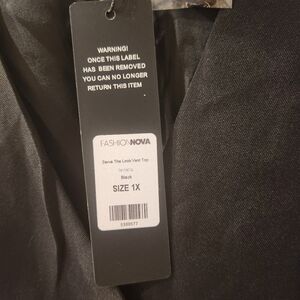 WARNING!
ONCE THIS LABEL
HAS BEEN REMOVED
YOU CAN NO LONGER
RETURN THIS ITEM
FASHIONNOVA
Serve The Look Vest Top
Black
SIZE 1X